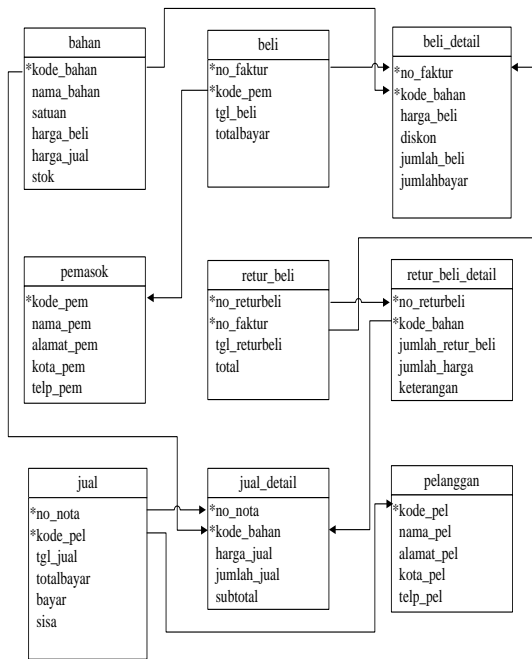 bahan
*kode_bahan
nama_bahan
satuan
harga_beli
harga_jual
stok
beli
*no_faktur
*kode_pem
tgl_beli
totalbayar
beli_detail
*no_faktur
*kode_bahan
harga_beli
diskon
jumlah_beli
jumlahbayar
pemasok
*kode_pem
nama_pem
alamat_pem
kota_pem
telp_pem
retur_beli
*no_returbeli
*no_faktur
tgl_returbeli
total
retur_beli_detail
*no_returbeli
*kode_bahan
jumlah_retur_beli
jumlah_harga
keterangan
jual
*no_nota
*kode_pel
tgl_jual
totalbayar
bayar
sisa
jual_detail
*no_nota
*kode_bahan
harga_jual
jumlah_jual
subtotal
pelanggan
*kode_pel
nama_pel
alamat_pel
kota_pel
telp_pel